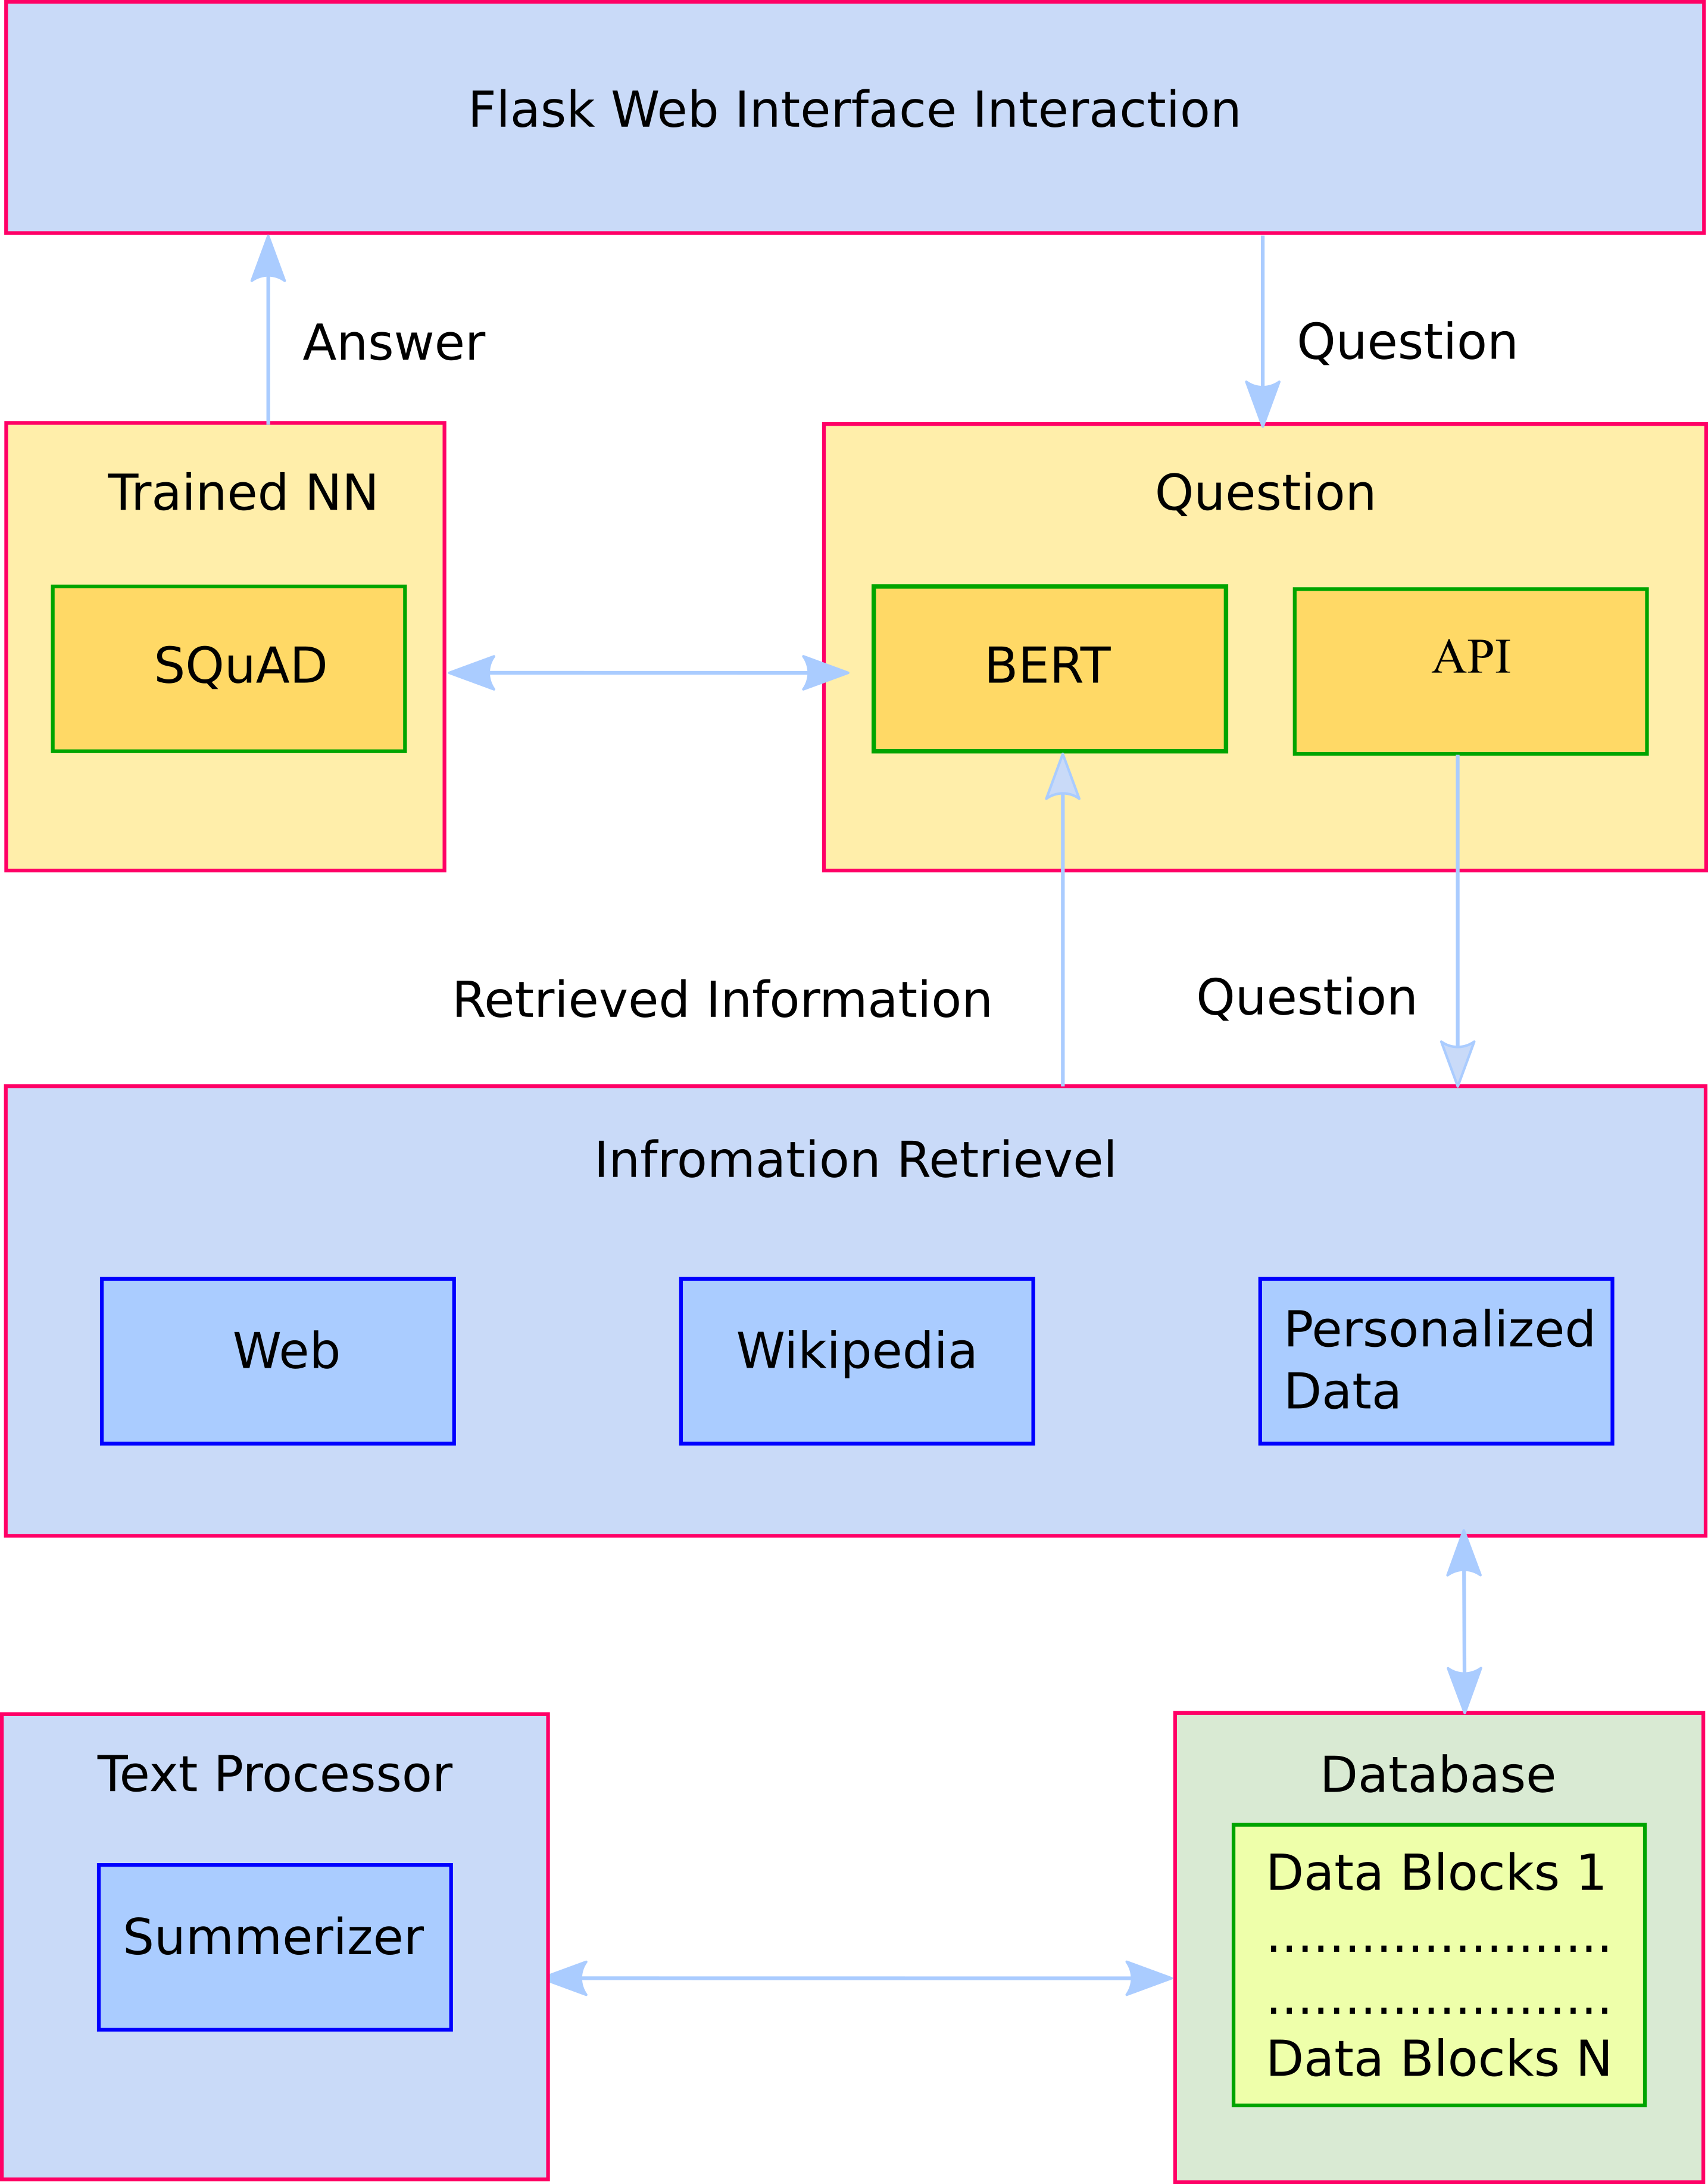 Flask Web Interface Interaction
Answer
Question
Trained NN
Question
SQuAD
BERT
API
Retrieved Information
Question
Infromation Retrievel
Web
Wikipedia
Personalized
Data
Text Processor
Database
Summerizer
Data Blocks 1
......................
......................
Data Blocks N